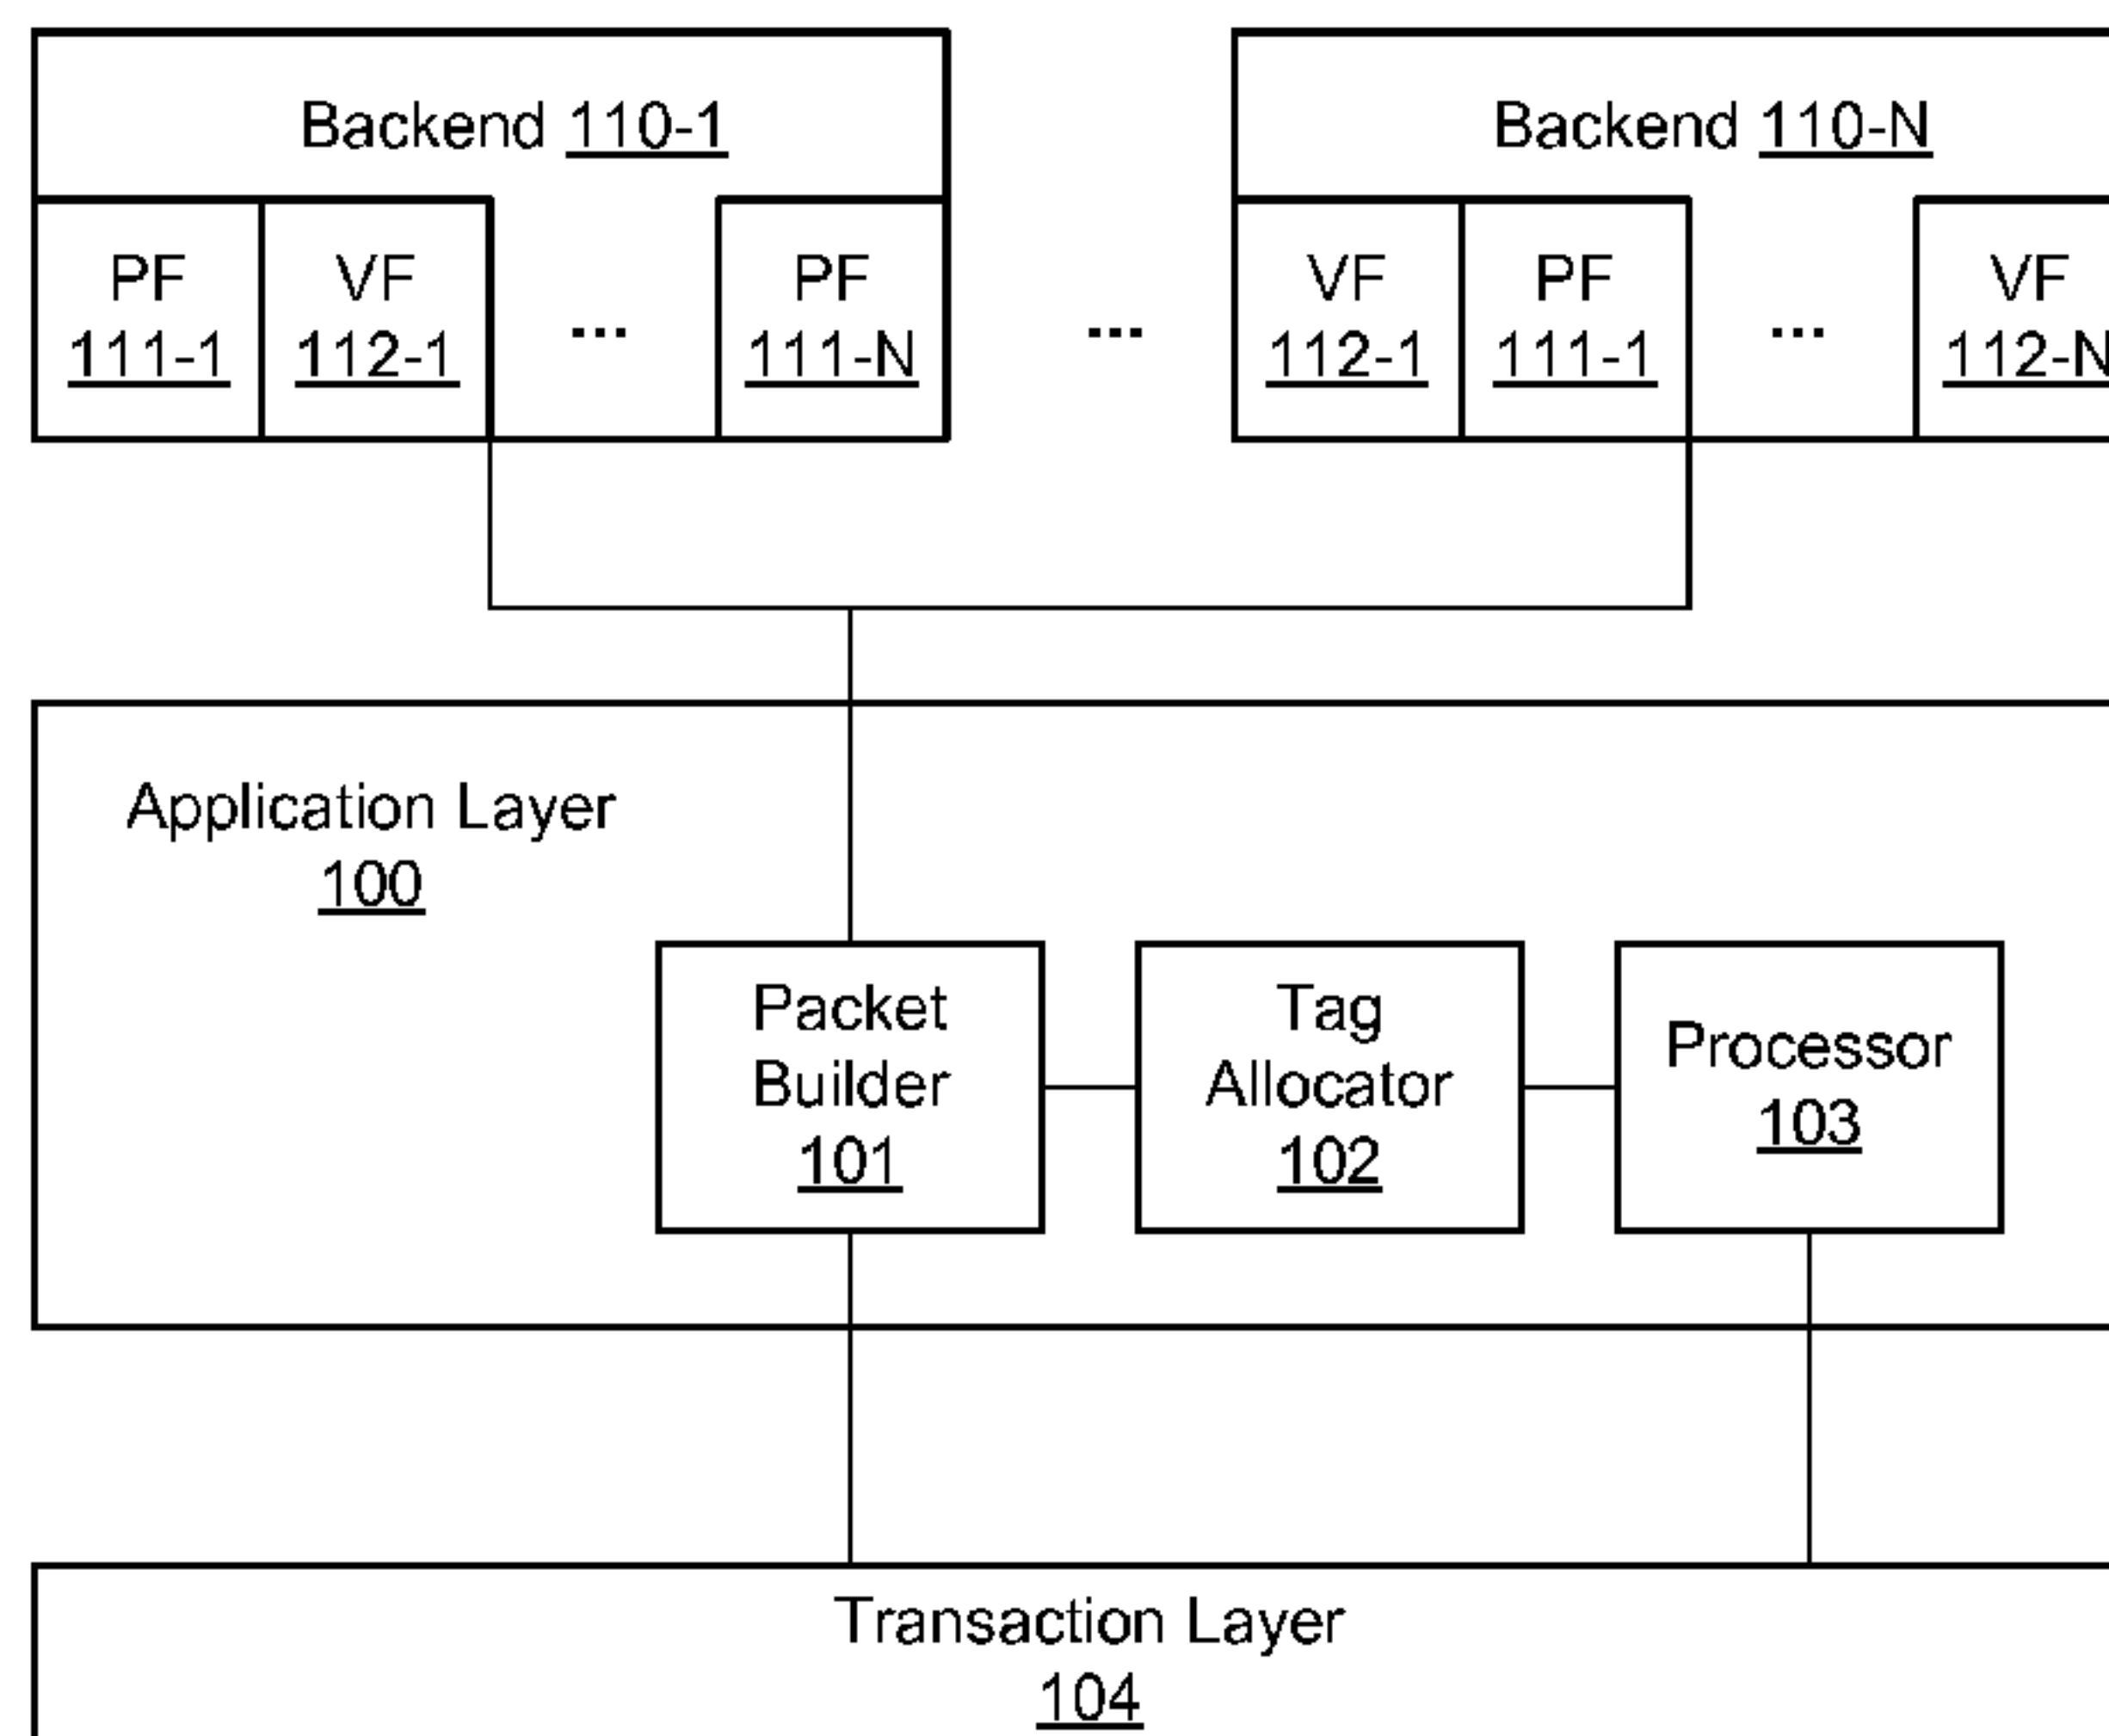 Backend 110-1
Backend 110-N
PF
111-1
VF
112-1
...
PF
111-N
...
VF
112-1
PF
111-1
...
VF
112-N
Application Layer
100
Packet
Builder
101
Tag
Allocator
102
Processor
103
Transaction Layer
104